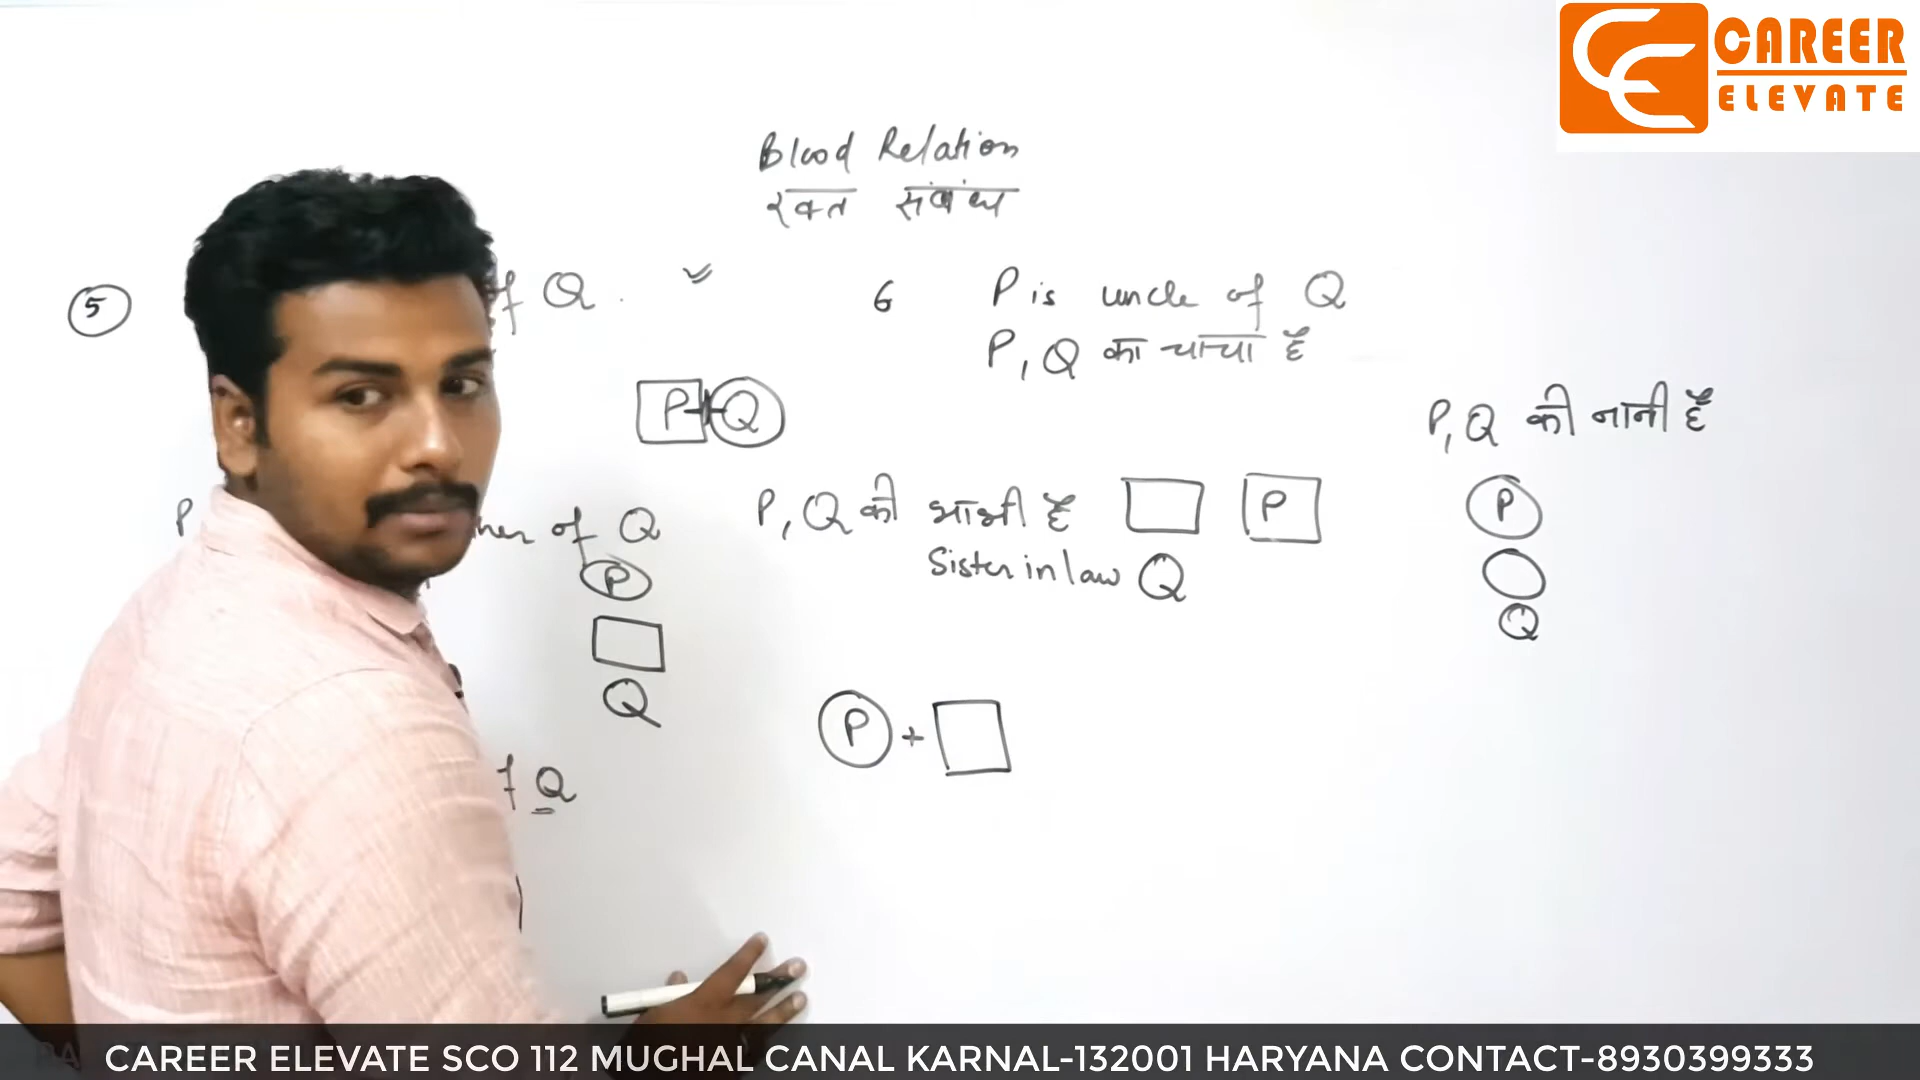 CAREER
ELEVATE
Blood Relation
रक्त संबंध
5
of Q.
6 P is uncle of Q
P, Q का चाचा है
P Q
P, Q की नानी है
P
of Q
P, Q की भाभी है
P
P
Sister in law Q
P
Q
Q
P +
Q
CAREER ELEVATE SCO 112 MUGHAL CANAL KARNAL-132001 HARYANA CONTACT-8930399333